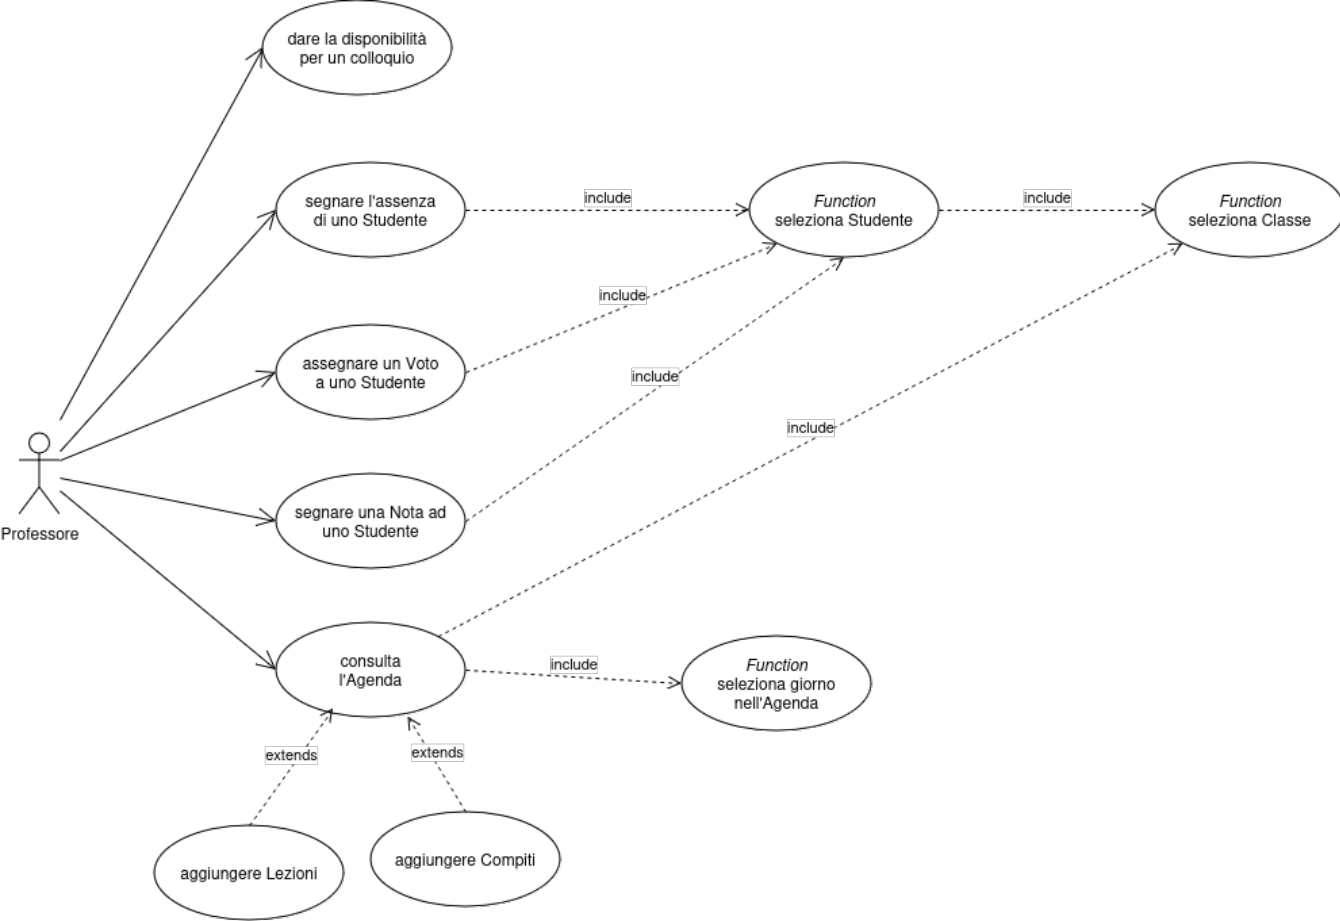 dare la disponibilità
per un colloquio
segnare l'assenza
di uno Studente
include
Function
seleziona Studente
include
Function
seleziona Classe
include
assegnare un Voto
a uno Studente
include
include
Professore
segnare una Nota ad
uno Studente
consulta
l'Agenda
include
Function
seleziona giorno
nell'Agenda
extends
extends
aggiungere Lezioni
aggiungere Compiti